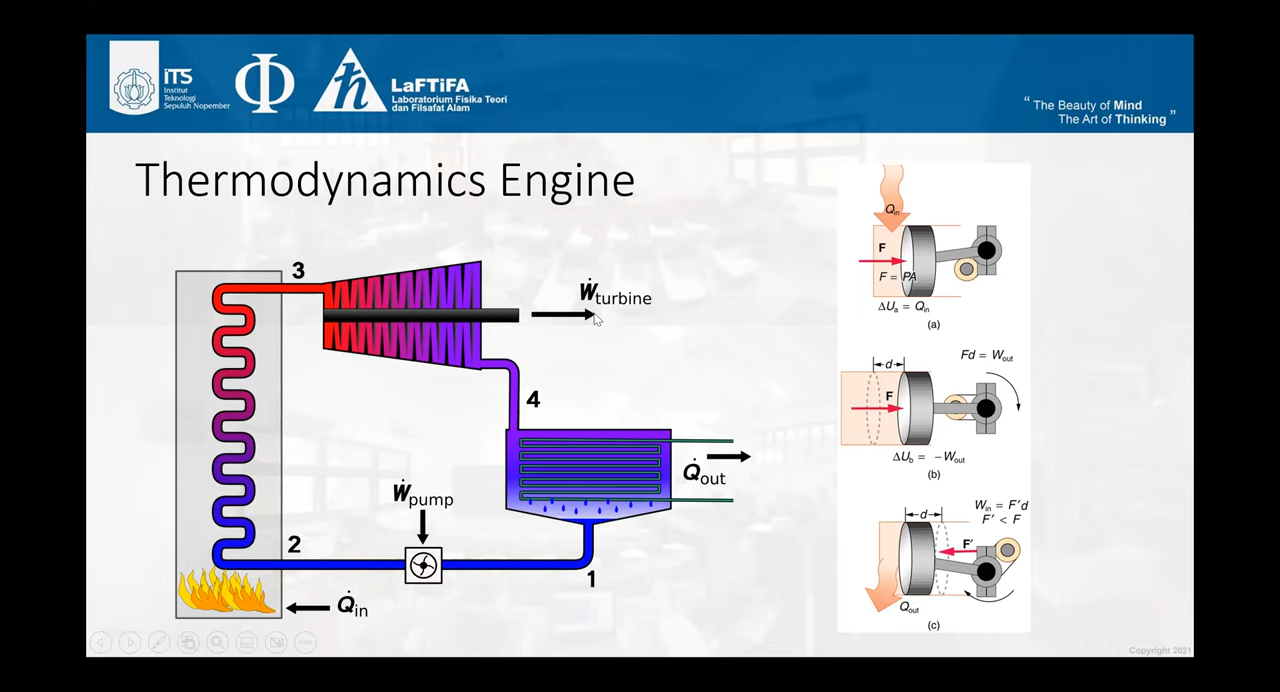 iTS
Institut
Teknologi
Sepuluh Nopember
Φ
ℏ
LaFTiFA
Laboratorium Fisika Teori
dan Filsafat Alam
“ The Beauty of Mind
The Art of Thinking ”
Thermodynamics Engine
3
Ẇturbine
4
Q̇out
Ẇpump
2
1
Q̇in
Qin
F
F = PA
ΔUa = Qin
(a)
Fd = Wout
d
F
ΔUb = −Wout
(b)
Win = F′d
F′ < F
d
F′
Qout
(c)
Copyright 2021